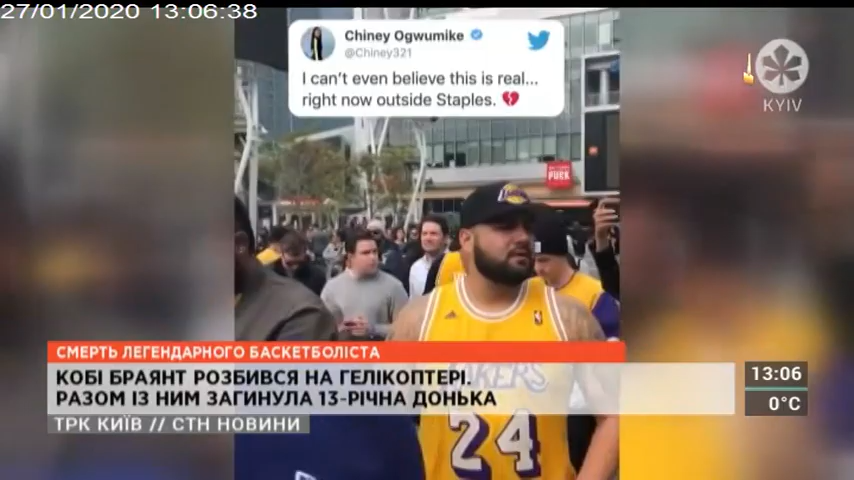 27/01/2020 13:06:38
Chiney Ogwumike
@Chiney321
I can't even believe this is real...
right now outside Staples. 💔
KYIV
PUCK
LAKERS
24
СМЕРТЬ ЛЕГЕНДАРНОГО БАСКЕТБОЛІСТА
КОБІ БРАЯНТ РОЗБИВСЯ НА ГЕЛІКОПТЕРІ.
РАЗОМ ІЗ НИМ ЗАГИНУЛА 13-РІЧНА ДОНЬКА
ТРК КИЇВ // СТН НОВИНИ
13:06
0°C